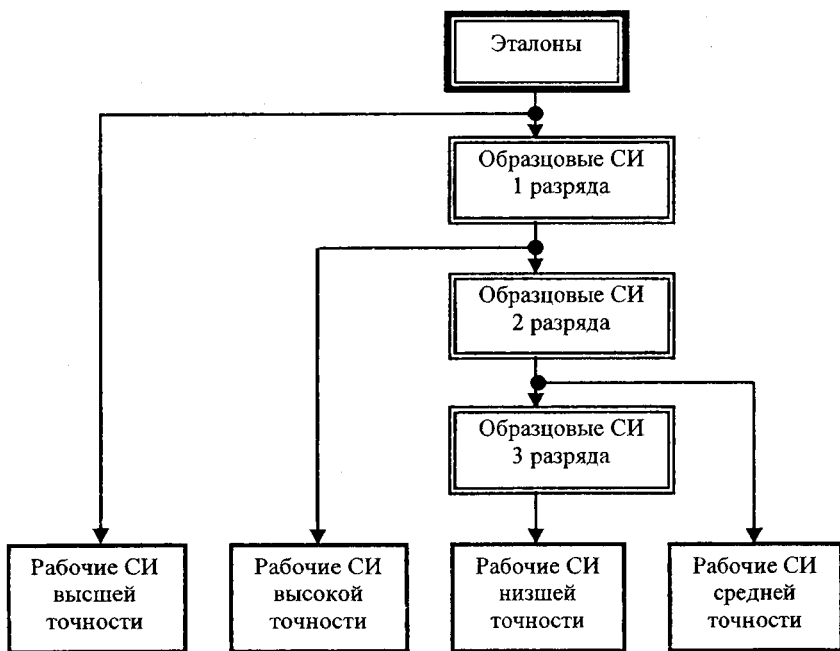 Эталоны
Образцовые СИ
1 разряда
Образцовые СИ
2 разряда
Образцовые СИ
3 разряда
Рабочие СИ
высшей
точности
Рабочие СИ
высокой
точности
Рабочие СИ
низшей
точности
Рабочие СИ
средней
точности